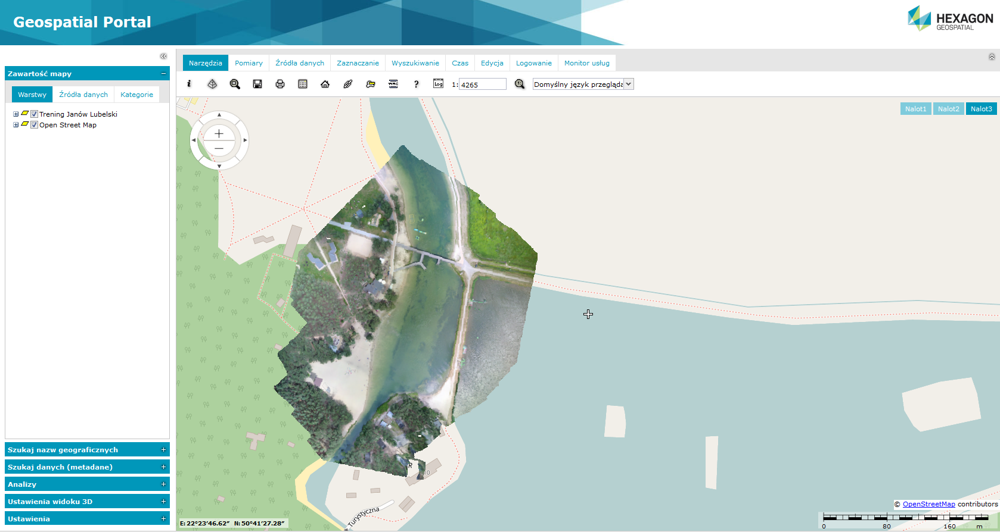 Geospatial Portal
HEXAGON
GEOSPATIAL
Zawartość mapy
Warstwy Źródła danych Kategorie
Trening Janów Lubelski
Open Street Map
Szukaj nazw geograficznych
Szukaj danych (metadane)
Analizy
Ustawienia widoku 3D
Ustawienia
Narzędzia Pomiary Źródła danych Zaznaczanie Wyszukiwanie Czas Edycja Logowanie Monitor usług
i ? Log 1: 4265 Domyślny język przegląda
Nalot1 Nalot2 Nalot3
R
10
Turystyczna
© OpenStreetMap contributors
E: 22°23'46.62" N: 50°41'27.28"
0 80 160 m